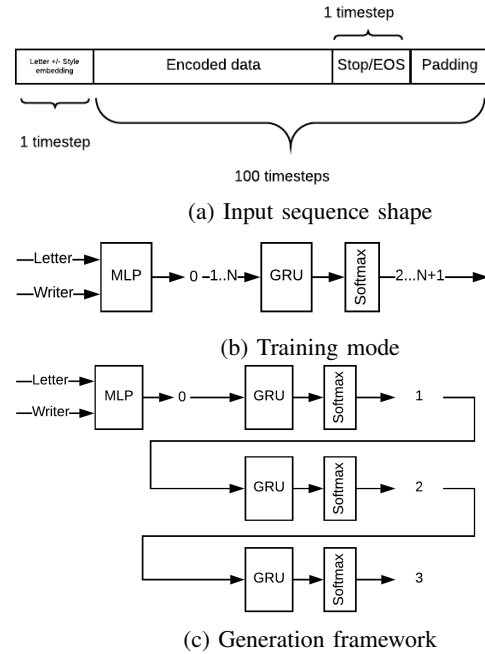 1 timestep
Letter +/- Style
embedding
Encoded data
Stop/EOS
Padding
1 timestep
100 timesteps
(a) Input sequence shape
Letter
Writer
MLP
0
1..N
GRU
Softmax
2...N+1
(b) Training mode
Letter
Writer
MLP
0
GRU
Softmax
1
GRU
Softmax
2
GRU
Softmax
3
(c) Generation framework